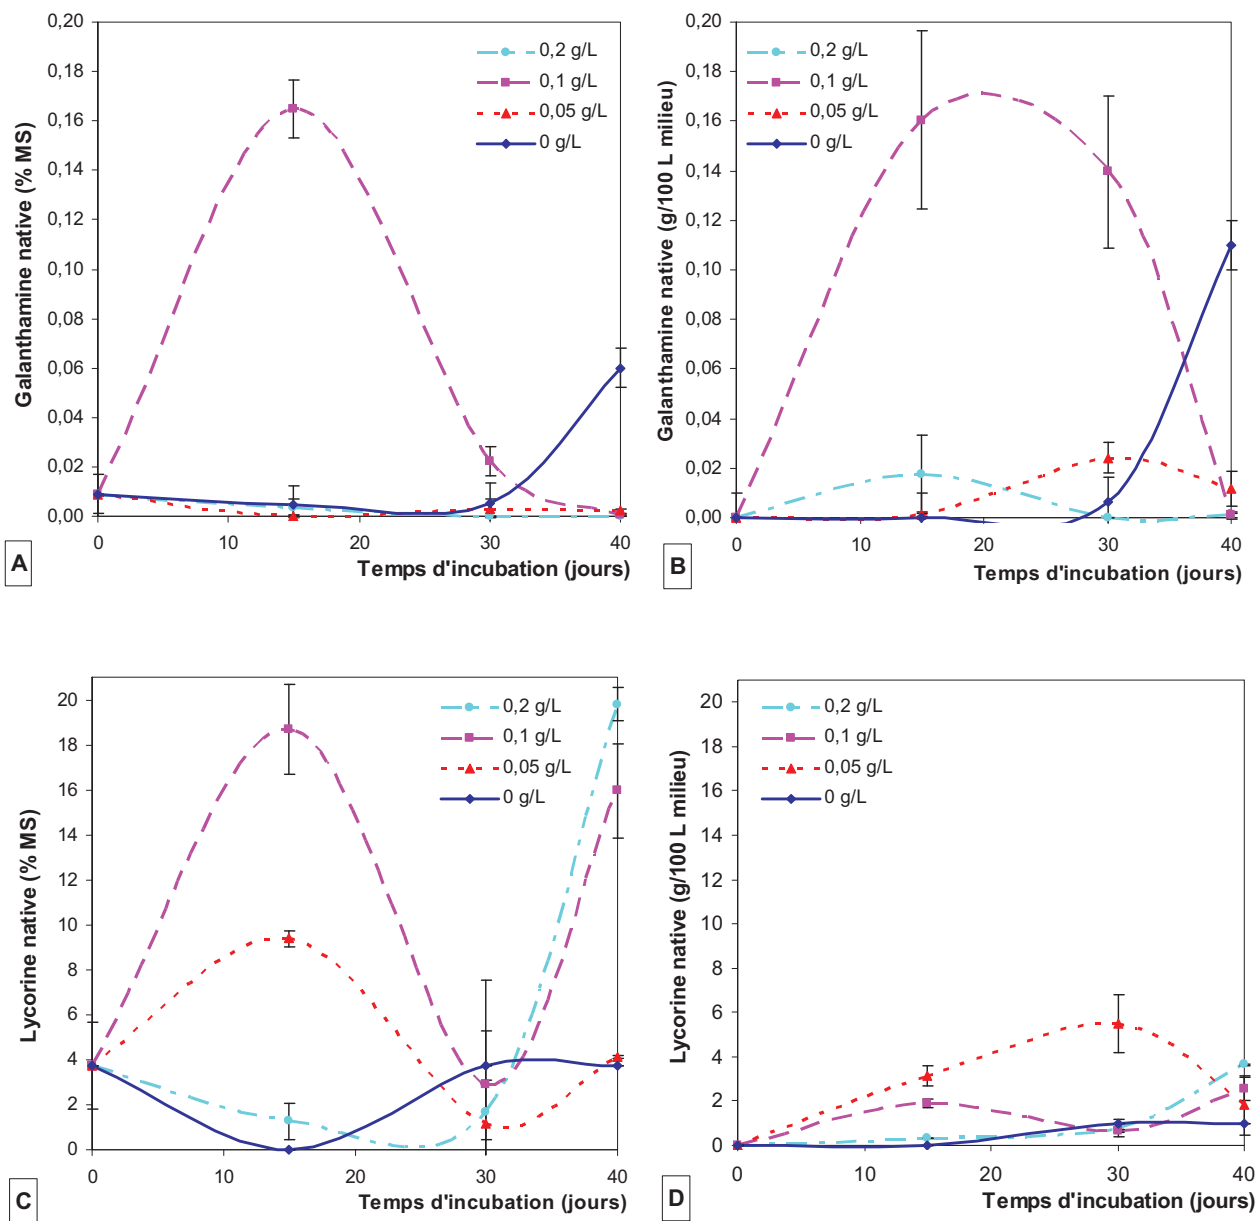 Galanthamine native (% MS)
0,20
0,18
0,16
0,14
0,12
0,10
0,08
0,06
0,04
0,02
0,00
0 10 20 30 40
0,2 g/L
0,1 g/L
0,05 g/L
0 g/L
A
Temps d'incubation (jours)
Galanthamine native (g/100 L milieu)
0,20
0,18
0,16
0,14
0,12
0,10
0,08
0,06
0,04
0,02
0,00
0 10 20 30 40
0,2 g/L
0,1 g/L
0,05 g/L
0 g/L
B
Temps d'incubation (jours)
Lycorine native (% MS)
20
18
16
14
12
10
8
6
4
2
0
0 10 20 30 40
0,2 g/L
0,1 g/L
0,05 g/L
0 g/L
C
Temps d'incubation (jours)
Lycorine native (g/100 L milieu)
20
18
16
14
12
10
8
6
4
2
0
0 10 20 30 40
0,2 g/L
0,1 g/L
0,05 g/L
0 g/L
D
Temps d'incubation (jours)